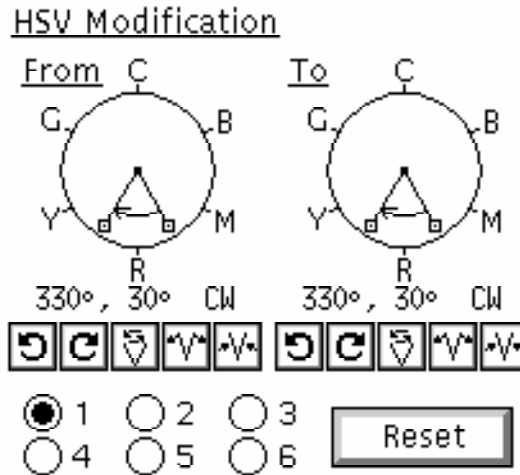 HSV Modification
From To
C C
G B G B
Y M Y M
R R
330°, 30° CW 330°, 30° CW
1 2 3
4 5 6
Reset